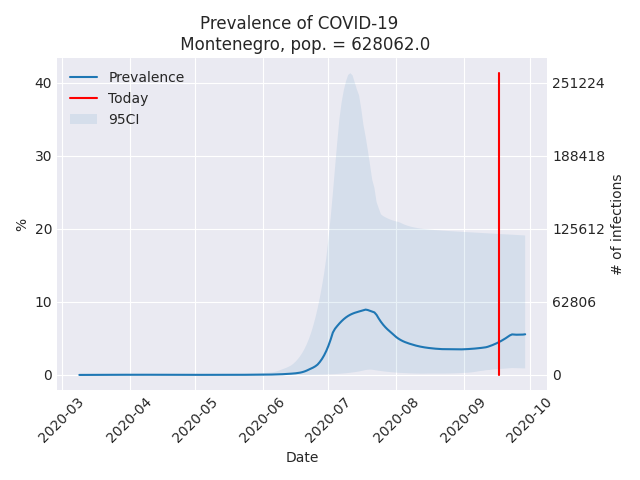 Prevalence of COVID-19
Montenegro, pop. = 628062.0
Prevalence
Today
95CI
40
30
20
10
0
%
251224
188418
125612
62806
0
# of infections
2020-03
2020-04
2020-05
2020-06
2020-07
2020-08
2020-09
2020-10
Date